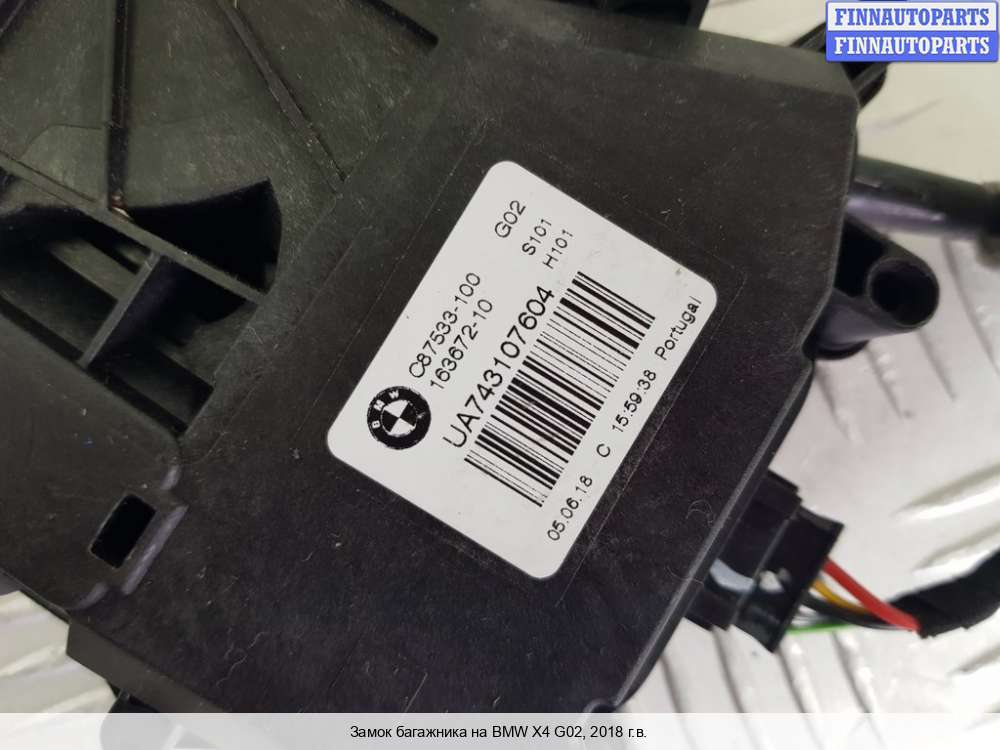 FINNAUTOPARTS
FINNAUTOPARTS
G02
C87533-100 S101
163672-10 H101
BMW
UA743107604
05.06.18 C 15:59:38 Portugal
Замок багажника на BMW X4 G02, 2018 г.в.